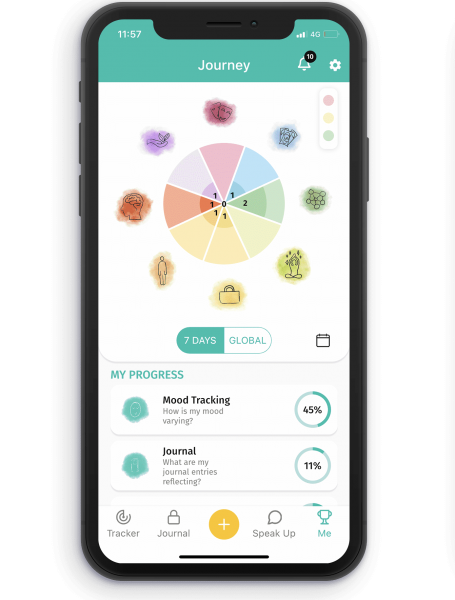 11:57
4G
Journey
10
1
1
1
0
2
1
1
7 DAYS
GLOBAL
MY PROGRESS
Mood Tracking
How is my mood
varying?
45%
Journal
What are my
journal entries
reflecting?
11%
Tracker
Journal
+
Speak Up
Me